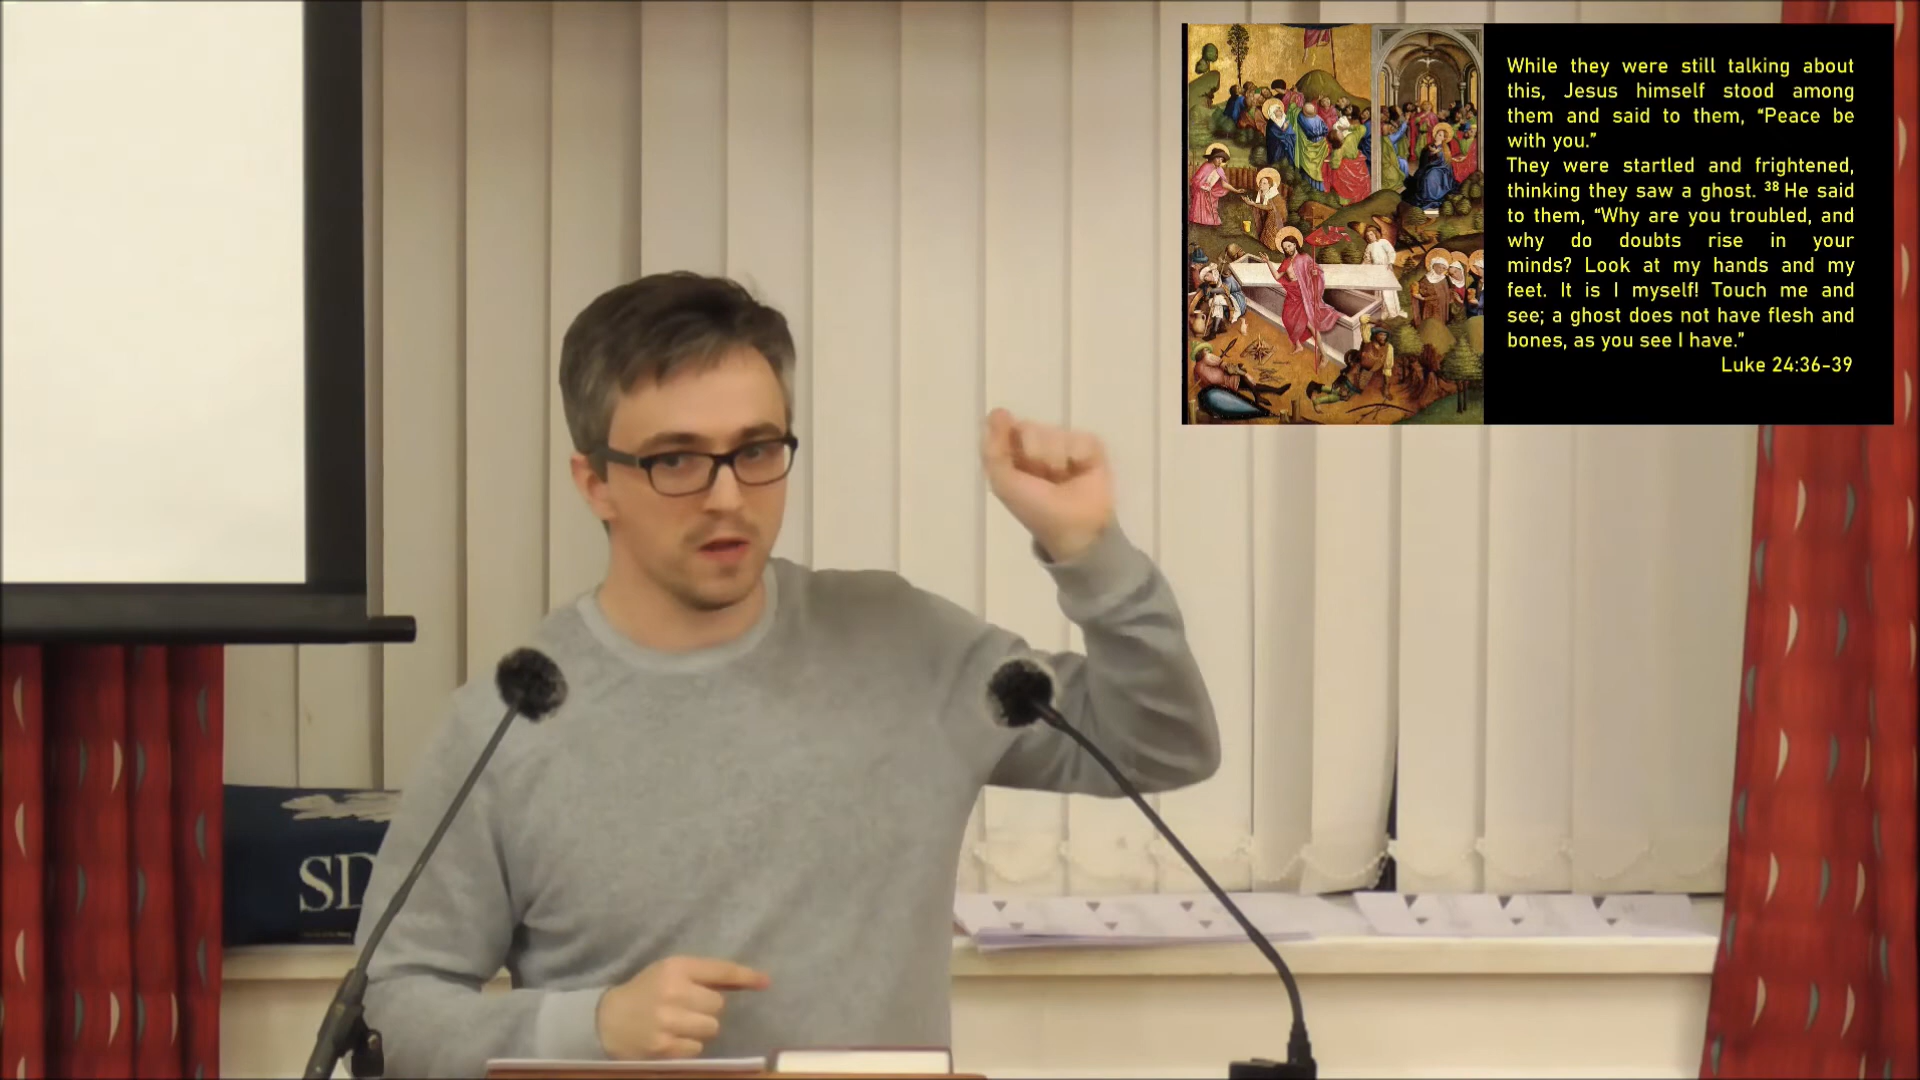 While they were still talking about
this, Jesus himself stood among
them and said to them, “Peace be
with you.”
They were startled and frightened,
thinking they saw a ghost. ³⁸ He said
to them, “Why are you troubled, and
why do doubts rise in your
minds? Look at my hands and my
feet. It is I myself! Touch me and
see; a ghost does not have flesh and
bones, as you see I have.”
Luke 24:36-39
SD